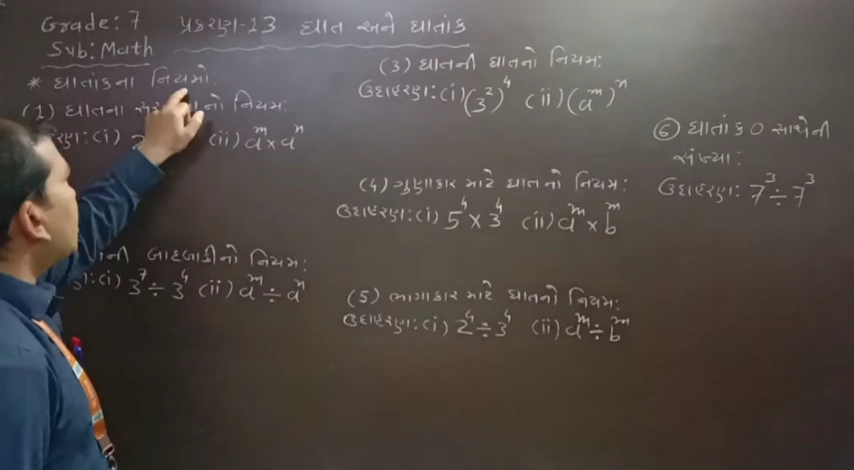 Grade: 7 પ્રકરણ-13 ઘાત અને ઘાતાંક
Sub: Math
* ઘાતાંકના નિયમો:
(1) ઘાતના નો નિયમ:
(ii) aᵐ × aⁿ
ની બાદબાકીનો નિયમ:
(i) 3⁷ ÷ 3⁴ (ii) aᵐ ÷ aⁿ
(3) ઘાતની ઘાતનો નિયમ:
ઉદાહરણ: (i) (3²)⁴ (ii) (aᵐ)ⁿ
(4) ગુણાકાર માટે ઘાતનો નિયમ:
ઉદાહરણ: (i) 5⁴ × 3⁴ (ii) aᵐ × bᵐ
(5) ભાગાકાર માટે ઘાતનો નિયમ:
ઉદાહરણ: (i) 2⁴ ÷ 3⁴ (ii) aᵐ ÷ bᵐ
⑥ ઘાતાંક 0 સાથેની
સંખ્યા:
ઉદાહરણ: 7³ ÷ 7³